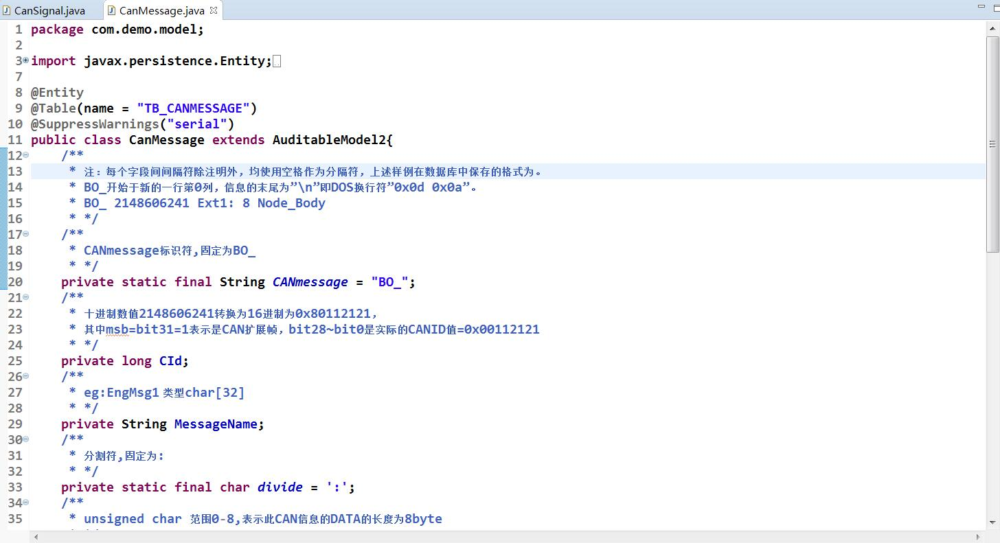 CanSignal.java CanMessage.java
1 package com.demo.model;
2
3 import javax.persistence.Entity;
7
8 @Entity
9 @Table(name = "TB_CANMESSAGE")
10 @SuppressWarnings("serial")
11 public class CanMessage extends AuditableModel2{
12 /**
13 * 注：每个字段间间隔符除注明外，均使用空格作为分隔符，上述样例在数据库中保存的格式为。
14 * BO_开始于新的一行第0列，信息的末尾为”\n”即DOS换行符”0x0d 0x0a”。
15 * BO_ 2148606241 Ext1: 8 Node_Body
16 * */
17 /**
18 * CANmessage标识符,固定为BO_
19 * */
20 private static final String CANmessage = "BO_";
21 /**
22 * 十进制数值2148606241转换为16进制为0x80112121，
23 * 其中msb=bit31=1表示是CAN扩展帧，bit28~bit0是实际的CANID值=0x00112121
24 * */
25 private long CId;
26 /**
27 * eg:EngMsg1 类型char[32]
28 * */
29 private String MessageName;
30 /**
31 * 分割符,固定为:
32 * */
33 private static final char divide = ':';
34 /**
35 * unsigned char 范围0-8,表示此CAN信息的DATA的长度为8byte